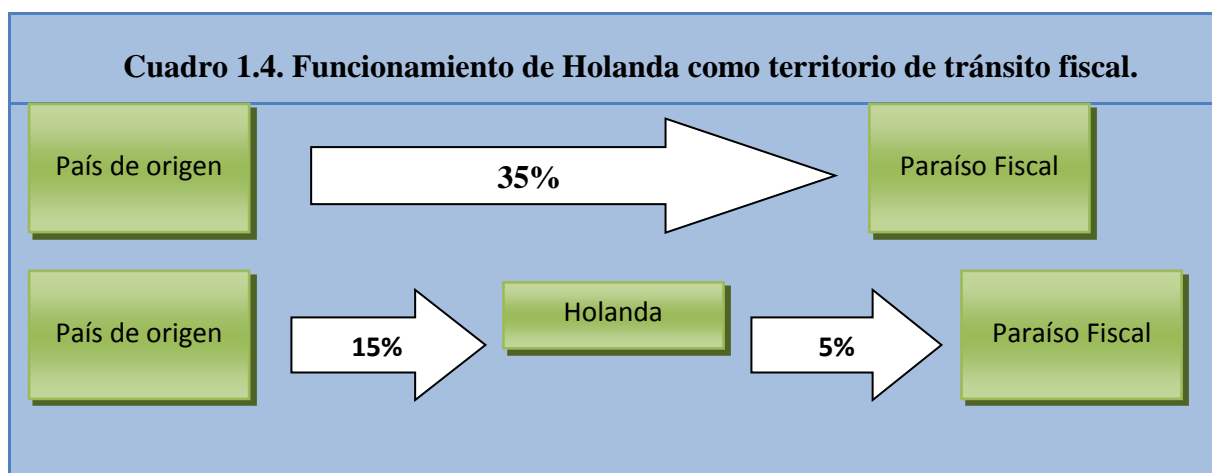 Cuadro 1.4. Funcionamiento de Holanda como territorio de tránsito fiscal.
País de origen
35%
Paraíso Fiscal
País de origen
15%
Holanda
5%
Paraíso Fiscal